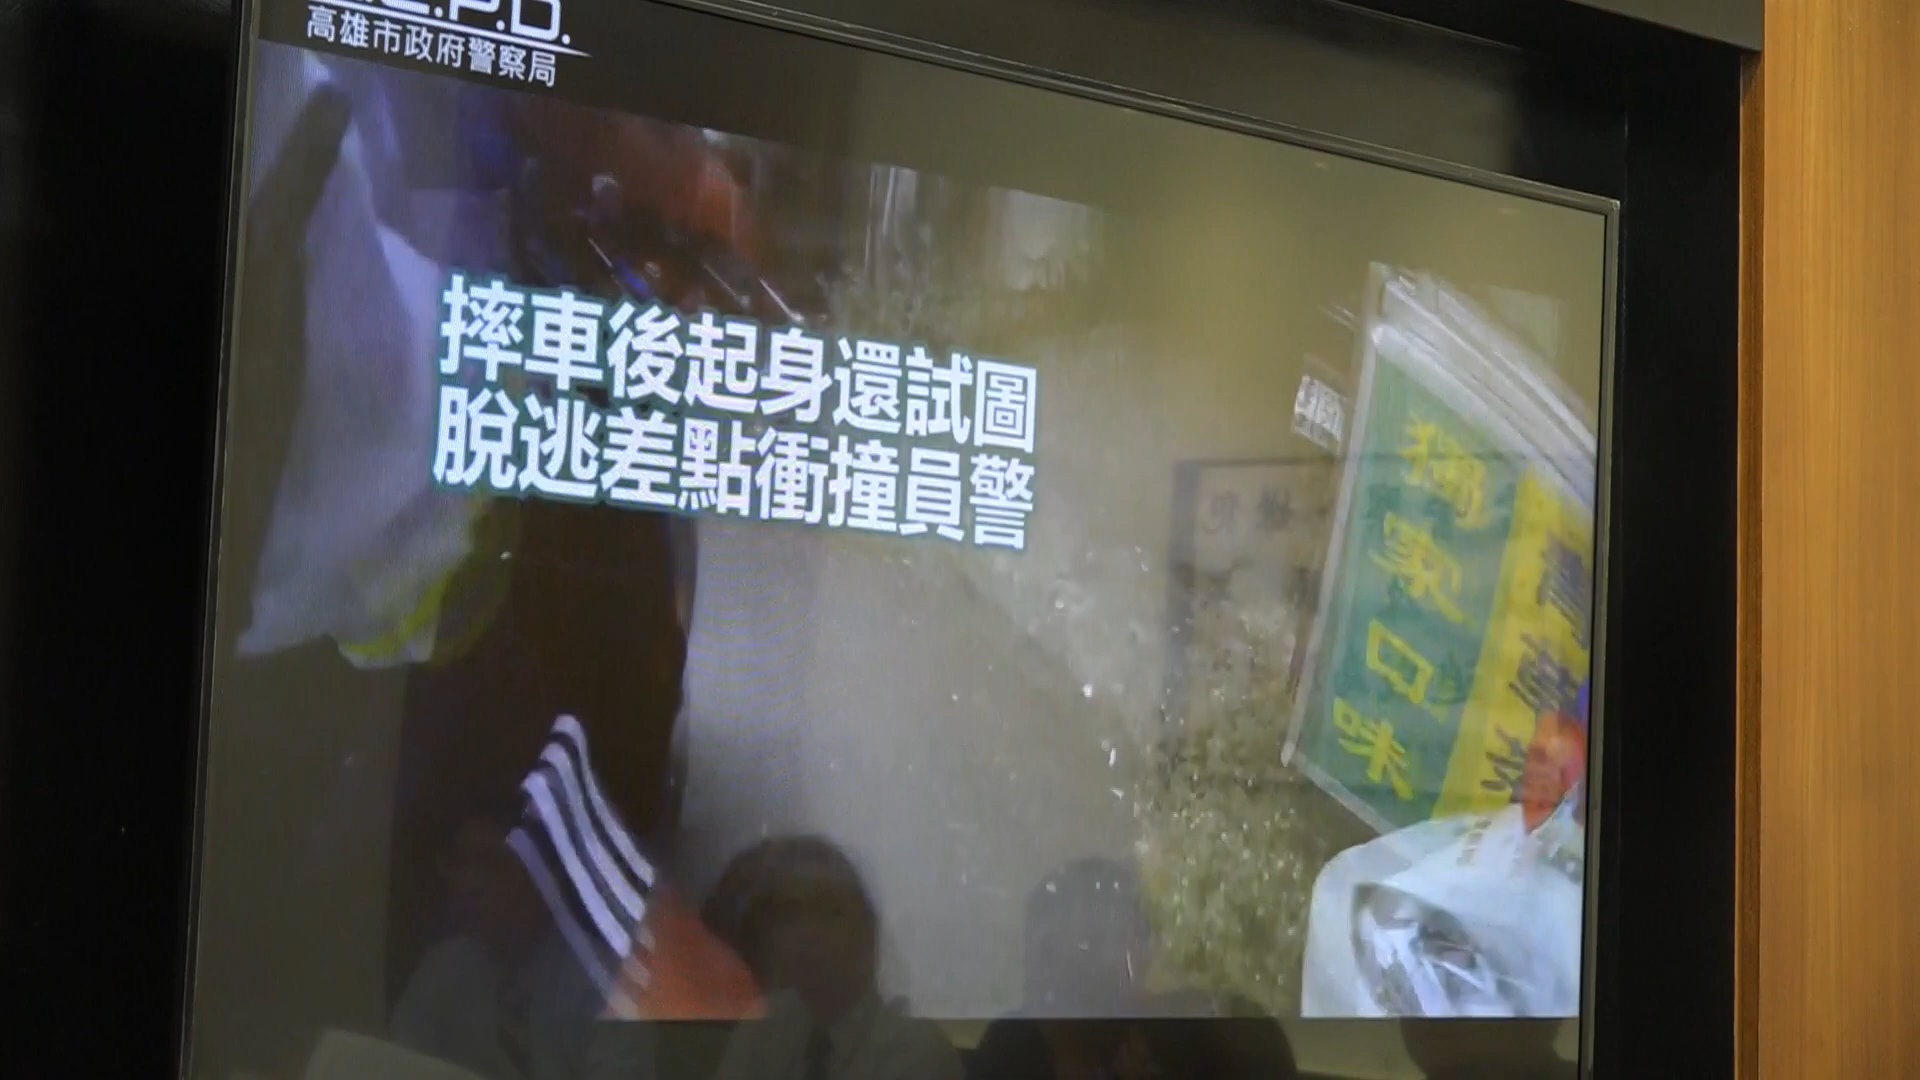 .P.D.
高雄市政府警察局
摔車後起身還試圖
脫逃差點衝撞員警
獨家口味